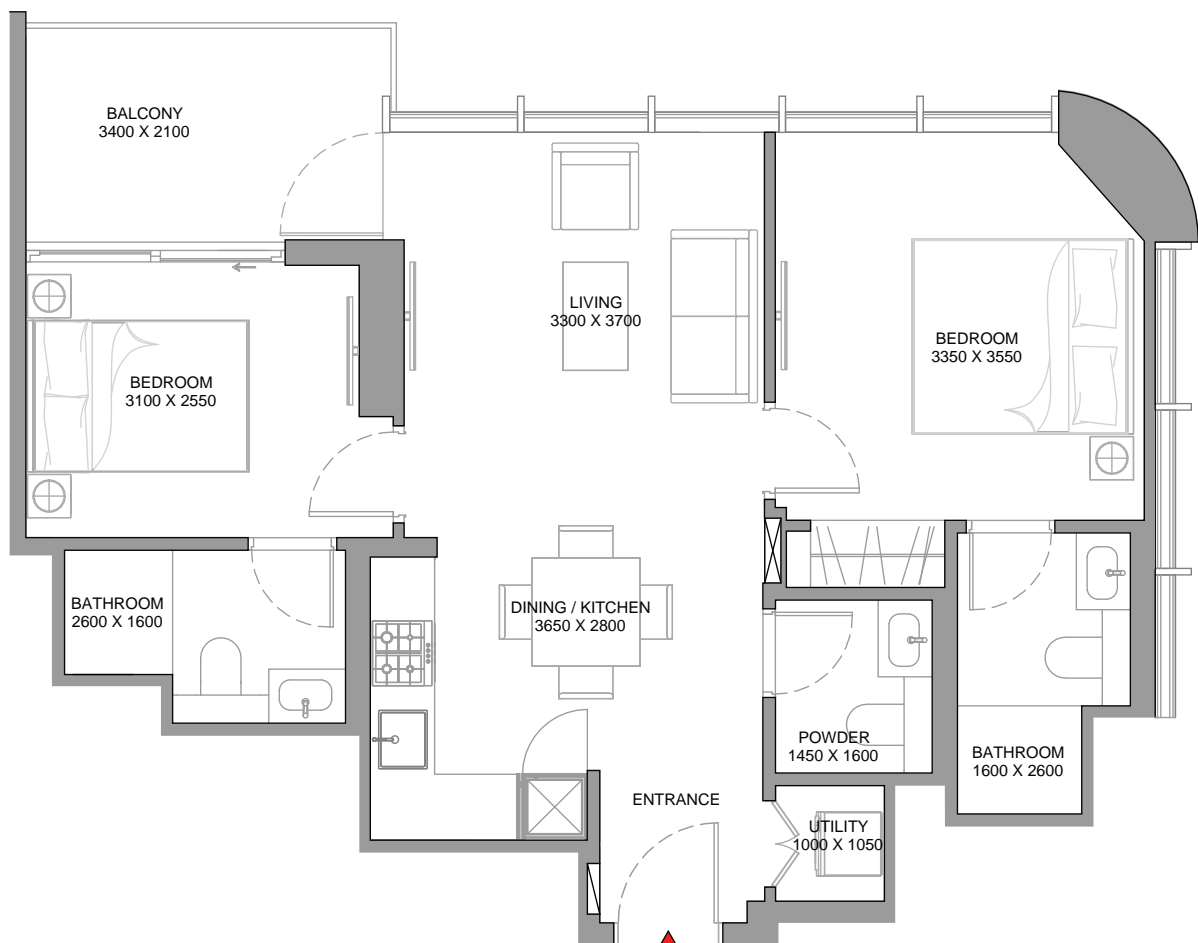 BALCONY
3400 X 2100
LIVING
3300 X 3700
BEDROOM
3350 X 3550
BEDROOM
3100 X 2550
BATHROOM
2600 X 1600
DINING / KITCHEN
3650 X 2800
POWDER
1450 X 1600
BATHROOM
1600 X 2600
ENTRANCE
UTILITY
1000 X 1050